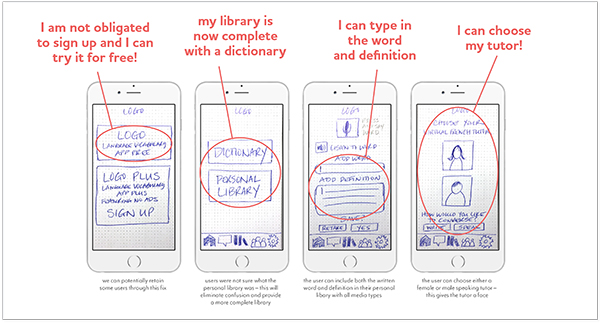 I am not obligated
to sign up and I can
try it for free!
my library is
now complete
with a dictionary
I can type in
the word
and definition
I can choose
my tutor!
LOGO
LOGO
LANGUAGE VOCABULARY
APP FREE
LOGO PLUS
LANGUAGE VOCABULARY
APP PLUS
FEATURING NO ADS
SIGN UP
LOGO
DICTIONARY
PERSONAL
LIBRARY
LOGO
LISTEN TO WORD
ADD WORD
ADD DEFINITION
SAVE?
RETAKE
YES
LOGO
CHOOSE YOUR
VIRTUAL FRENCH TUTOR
HOW WOULD YOU LIKE
TO CONVERSE?
WRITE
SPEAK
we can potentially retain
some users through this fix
users were not sure what the
personal library was – this will
eliminate confusion and provide
a more complete library
the user can include both the written
word and definition in their personal
libary with all media types
the user can choose either a
female or male speaking tutor –
this gives the tutor a face